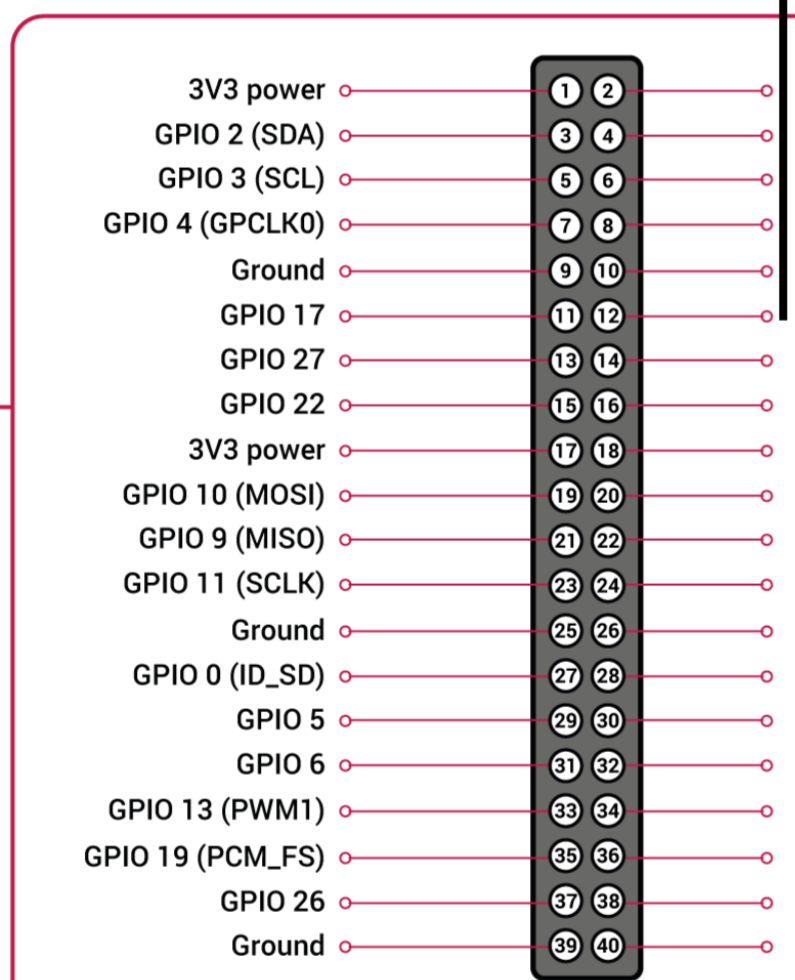 3V3 power 1 2
GPIO 2 (SDA) 3 4
GPIO 3 (SCL) 5 6
GPIO 4 (GPCLK0) 7 8
Ground 9 10
GPIO 17 11 12
GPIO 27 13 14
GPIO 22 15 16
3V3 power 17 18
GPIO 10 (MOSI) 19 20
GPIO 9 (MISO) 21 22
GPIO 11 (SCLK) 23 24
Ground 25 26
GPIO 0 (ID_SD) 27 28
GPIO 5 29 30
GPIO 6 31 32
GPIO 13 (PWM1) 33 34
GPIO 19 (PCM_FS) 35 36
GPIO 26 37 38
Ground 39 40